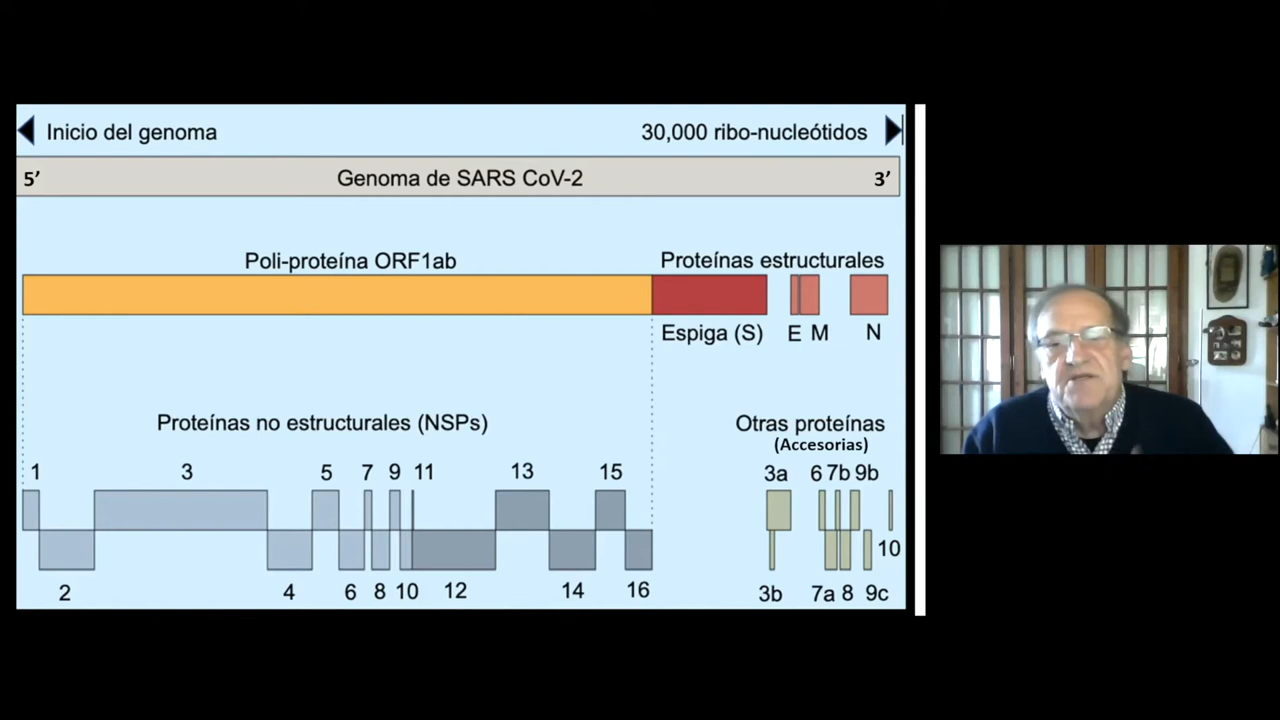 Inicio del genoma
30,000 ribo-nucleótidos
5’
Genoma de SARS CoV-2
3’
Poli-proteína ORF1ab
Proteínas estructurales
Espiga (S)
E
M
N
Proteínas no estructurales (NSPs)
Otras proteínas
(Accesorias)
1
3
5
7
9
11
13
15
3a
6
7b
9b
10
2
4
6
8
10
12
14
16
3b
7a
8
9c